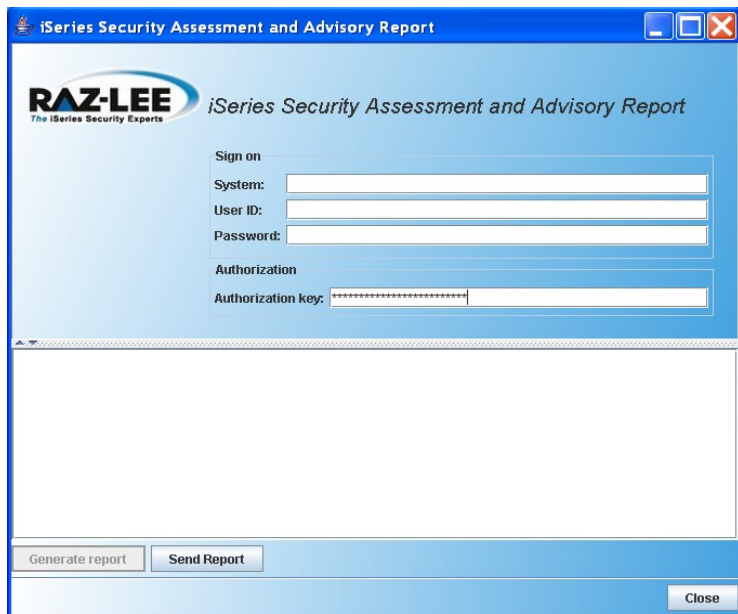 iSeries Security Assessment and Advisory Report
RAZ-LEE
The iSeries Security Experts
iSeries Security Assessment and Advisory Report
Sign on
System:
User ID:
Password:
Authorization
Authorization key: *************************
Generate report
Send Report
Close